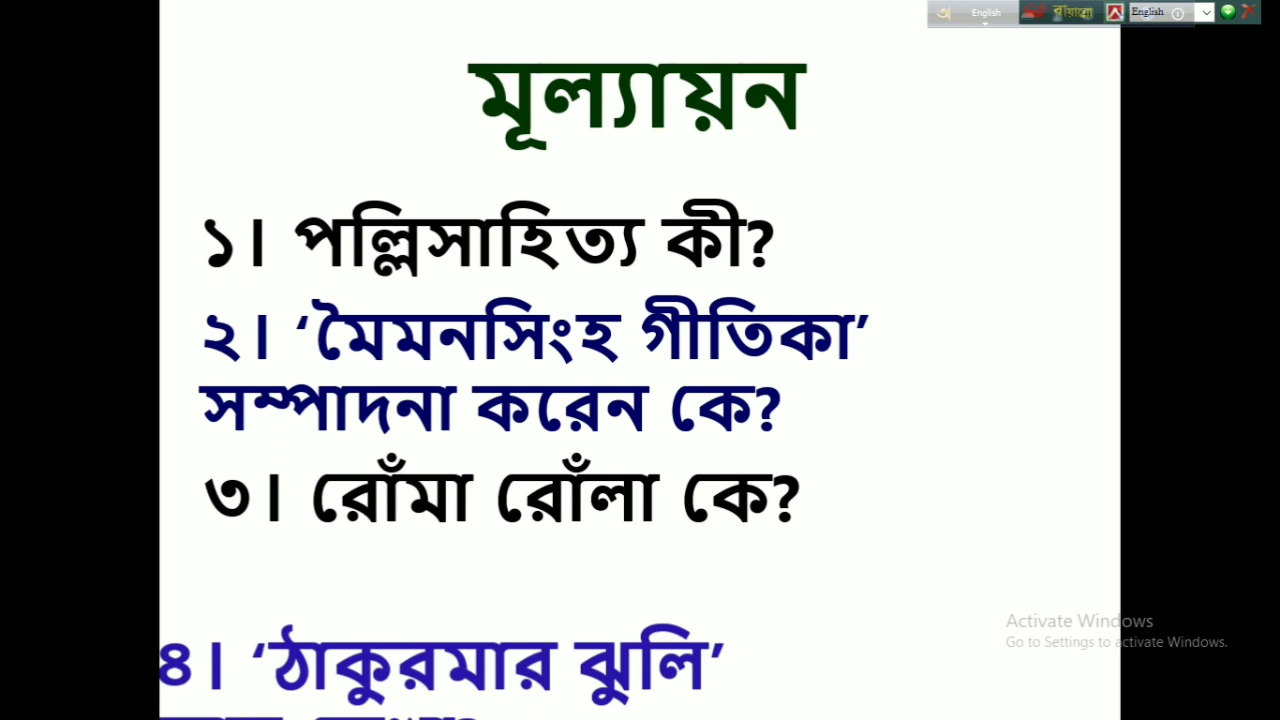 English
English
মূল্যায়ন
১। পল্লিসাহিত্য কী?
২। ‘মৈমনসিংহ গীতিকা’
সম্পাদনা করেন কে?
৩। রোঁমা রোঁলা কে?
Activate Windows
Go to Settings to activate Windows.
৪। ‘ঠাকুরমার ঝুলি’